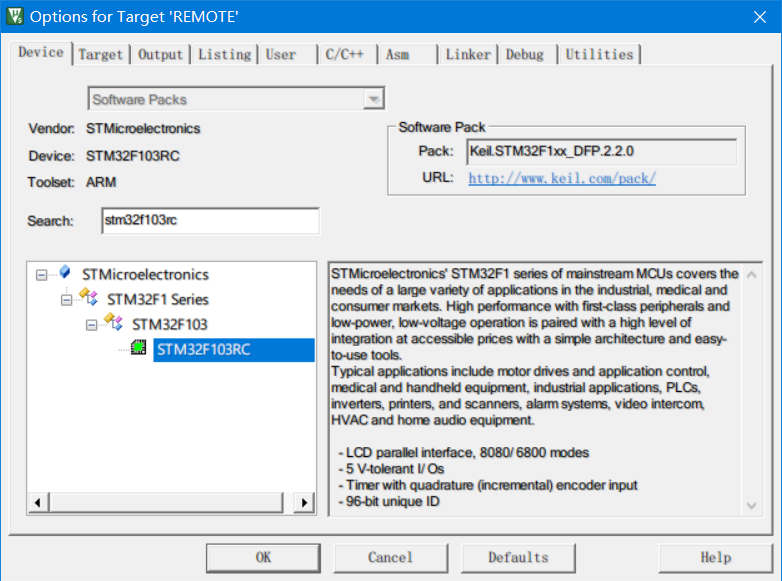 Options for Target 'REMOTE'
Device Target Output Listing User C/C++ Asm Linker Debug Utilities
Software Packs
Vendor: STMicroelectronics
Device: STM32F103RC
Toolset: ARM
Search: stm32f103rc
Software Pack
Pack: Keil.STM32F1xx_DFP.2.2.0
URL: http://www.keil.com/pack/
STMicroelectronics
STM32F1 Series
STM32F103
STM32F103RC
STMicroelectronics' STM32F1 series of mainstream MCUs covers the
needs of a large variety of applications in the industrial, medical and
consumer markets. High performance with first-class peripherals and
low-power, low-voltage operation is paired with a high level of
integration at accessible prices with a simple architecture and easy-
to-use tools.
Typical applications include motor drives and application control,
medical and handheld equipment, industrial applications, PLCs,
inverters, printers, and scanners, alarm systems, video intercom,
HVAC and home audio equipment.
- LCD parallel interface, 8080/6800 modes
- 5 V-tolerant I/Os
- Timer with quadrature (incremental) encoder input
- 96-bit unique ID
OK Cancel Defaults Help